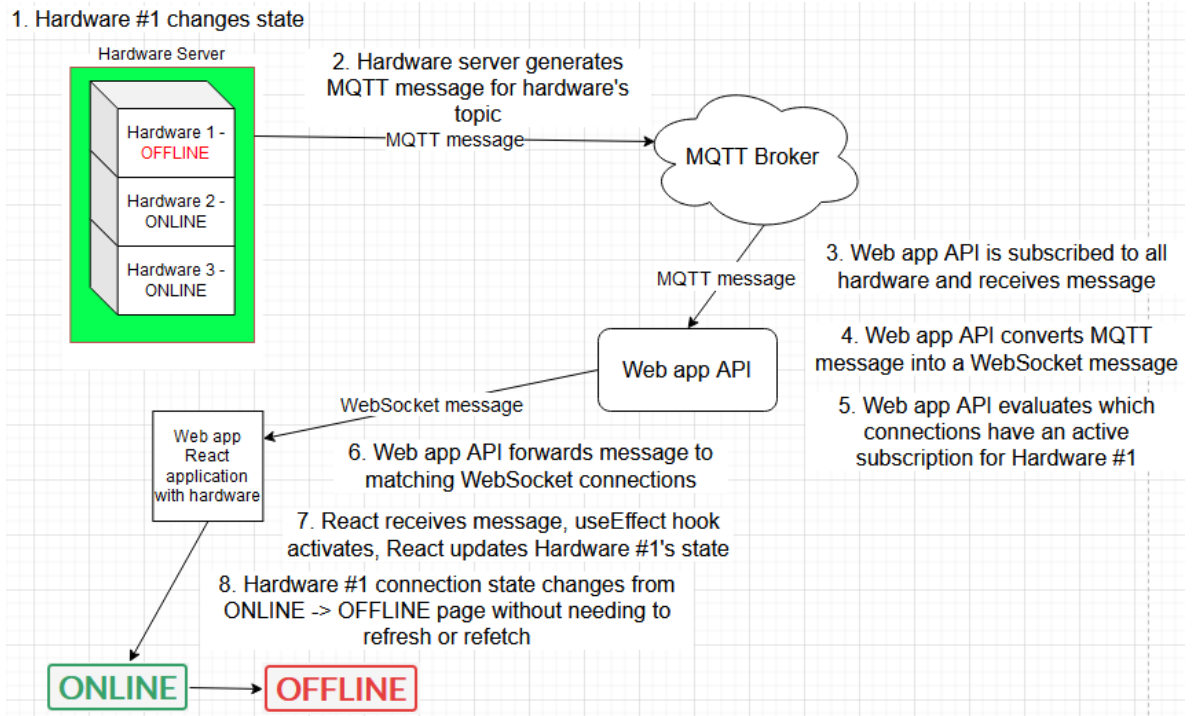 1. Hardware #1 changes state
Hardware Server
Hardware 1 -
OFFLINE
Hardware 2 -
ONLINE
Hardware 3 -
ONLINE
2. Hardware server generates
MQTT message for hardware's
topic
MQTT message
MQTT Broker
MQTT message
3. Web app API is subscribed to all
hardware and receives message
4. Web app API converts MQTT
message into a WebSocket message
5. Web app API evaluates which
connections have an active
subscription for Hardware #1
Web app API
WebSocket message
Web app
React
application
with hardware
6. Web app API forwards message to
matching WebSocket connections
7. React receives message, useEffect hook
activates, React updates Hardware #1's state
8. Hardware #1 connection state changes from
ONLINE -> OFFLINE page without needing to
refresh or refetch
ONLINE
OFFLINE